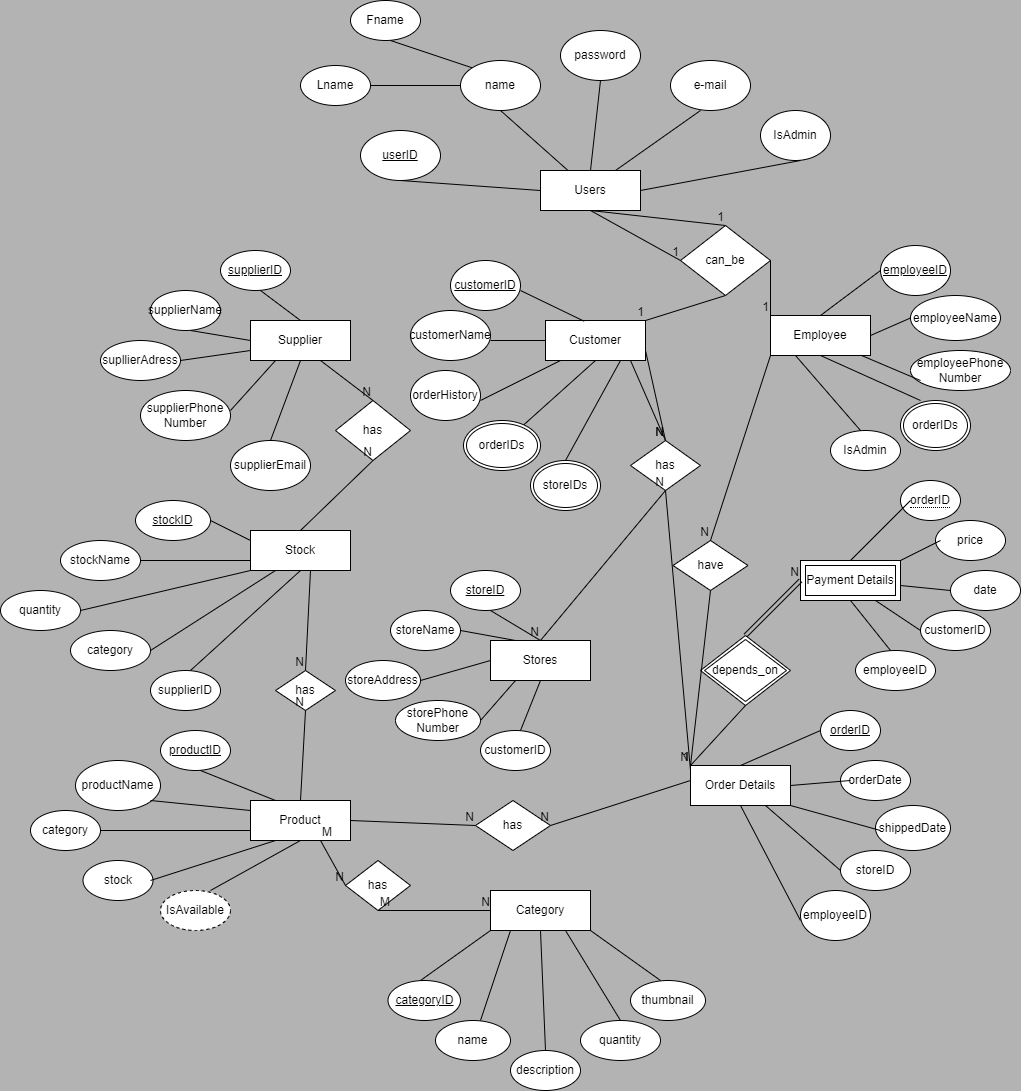 Fname
password
Lname
name
e-mail
IsAdmin
userID
Users
1
1
can_be
supplierID
customerID
employeeID
supplierName
1
1
employeeName
Supplier
customerName
Customer
Employee
supllierAdress
employeePhone
Number
N
orderHistory
supplierPhone
Number
has
N
orderIDs
orderIDs
N
IsAdmin
supplierEmail
has
N
storeIDs
orderID
stockID
N
price
stockName
Stock
have
N
Payment Details
quantity
storeID
date
storeName
N
customerID
category
N
Stores
depends_on
employeeID
supplierID
has
N
storeAddress
storePhone
Number
orderID
productID
customerID
N
productName
Order Details
orderDate
category
Product
M
N
has
N
shippedDate
stock
N
has
storeID
IsAvailable
M
N
Category
employeeID
categoryID
thumbnail
name
quantity
description